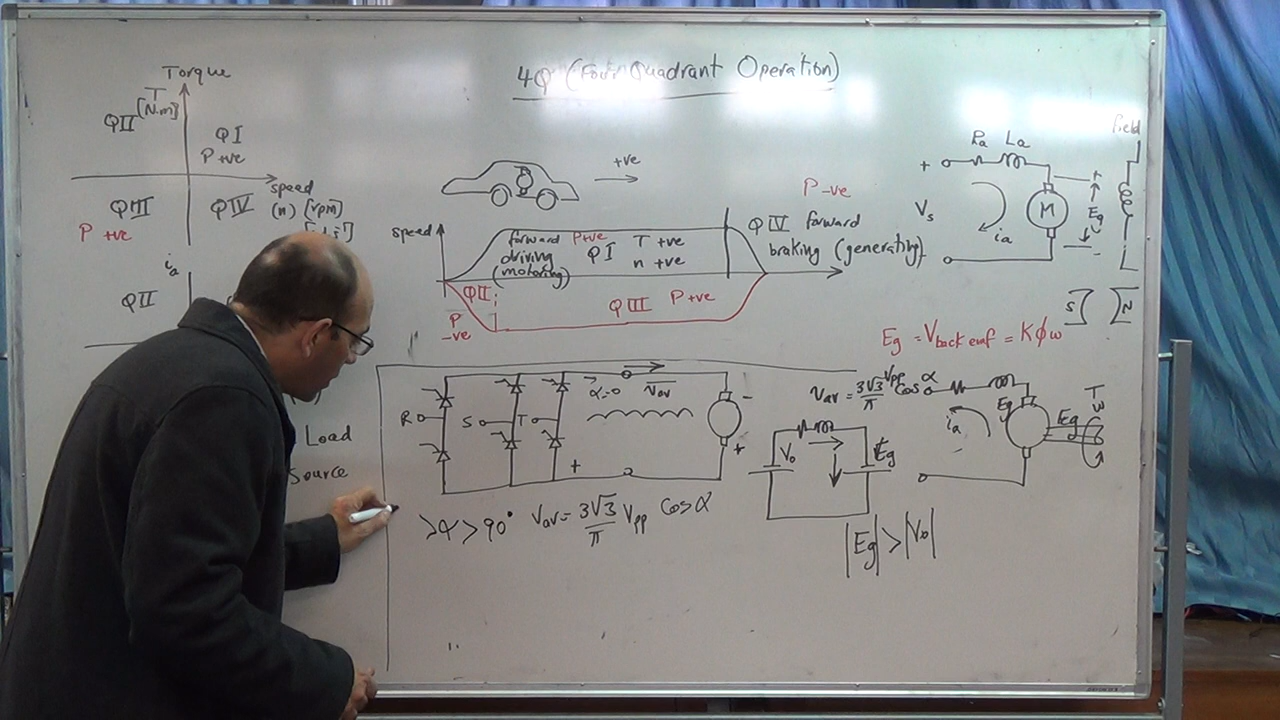 4Q (Four Quadrant Operation)
Torque
T
[N.m]
QII
QI
P +ve
speed
(n) [rpm]
QIII
QIV
P +ve
ia
QII
Load
Source
+ve
speed
forward
driving
(motoring)
P+ve
QI
T +ve
n +ve
P -ve
QIV forward
braking (generating)
QII
P
-ve
QIII P+ve
Field
Ra La
+
Vs
ia
M
+
Eg
-
S N
Eg = Vback emf = KΦω
R S T
α=0
Vav
-
+
+
>α>90° Vav = 3√3/π Vpp Cos α
Vav = 3√3/π Vpp Cos α
Vo
Eg
|Eg| > |Vo|
ia
Eg
Eg
T
ω